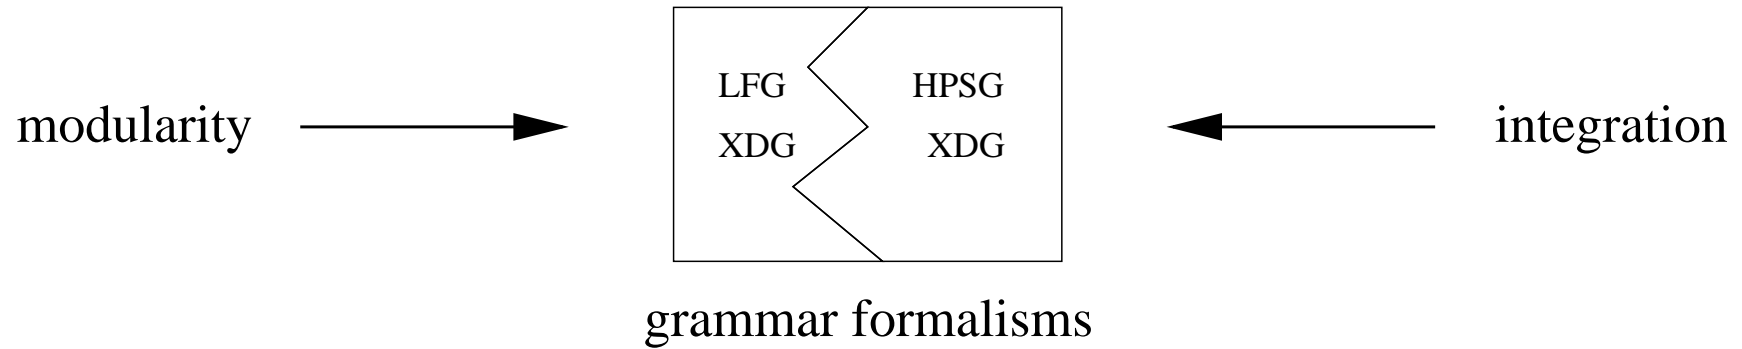 LFG HPSG
modularity integration
XDG XDG
grammar formalisms